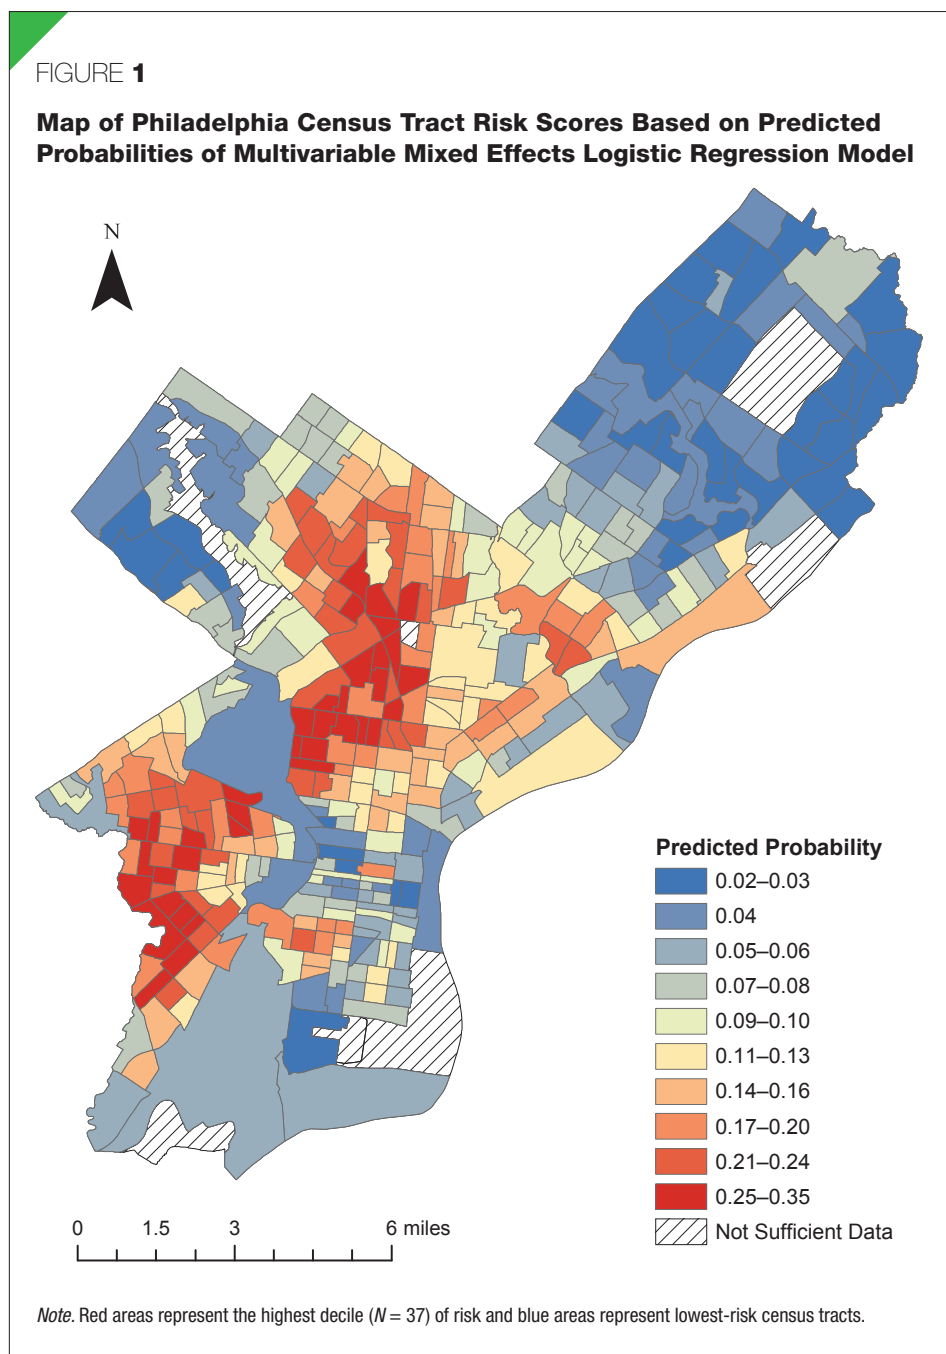 FIGURE 1
Map of Philadelphia Census Tract Risk Scores Based on Predicted
Probabilities of Multivariable Mixed Effects Logistic Regression Model
N
Predicted Probability
0.02–0.03
0.04
0.05–0.06
0.07–0.08
0.09–0.10
0.11–0.13
0.14–0.16
0.17–0.20
0.21–0.24
0.25–0.35
Not Sufficient Data
0 1.5 3 6 miles
Note. Red areas represent the highest decile (N = 37) of risk and blue areas represent lowest-risk census tracts.